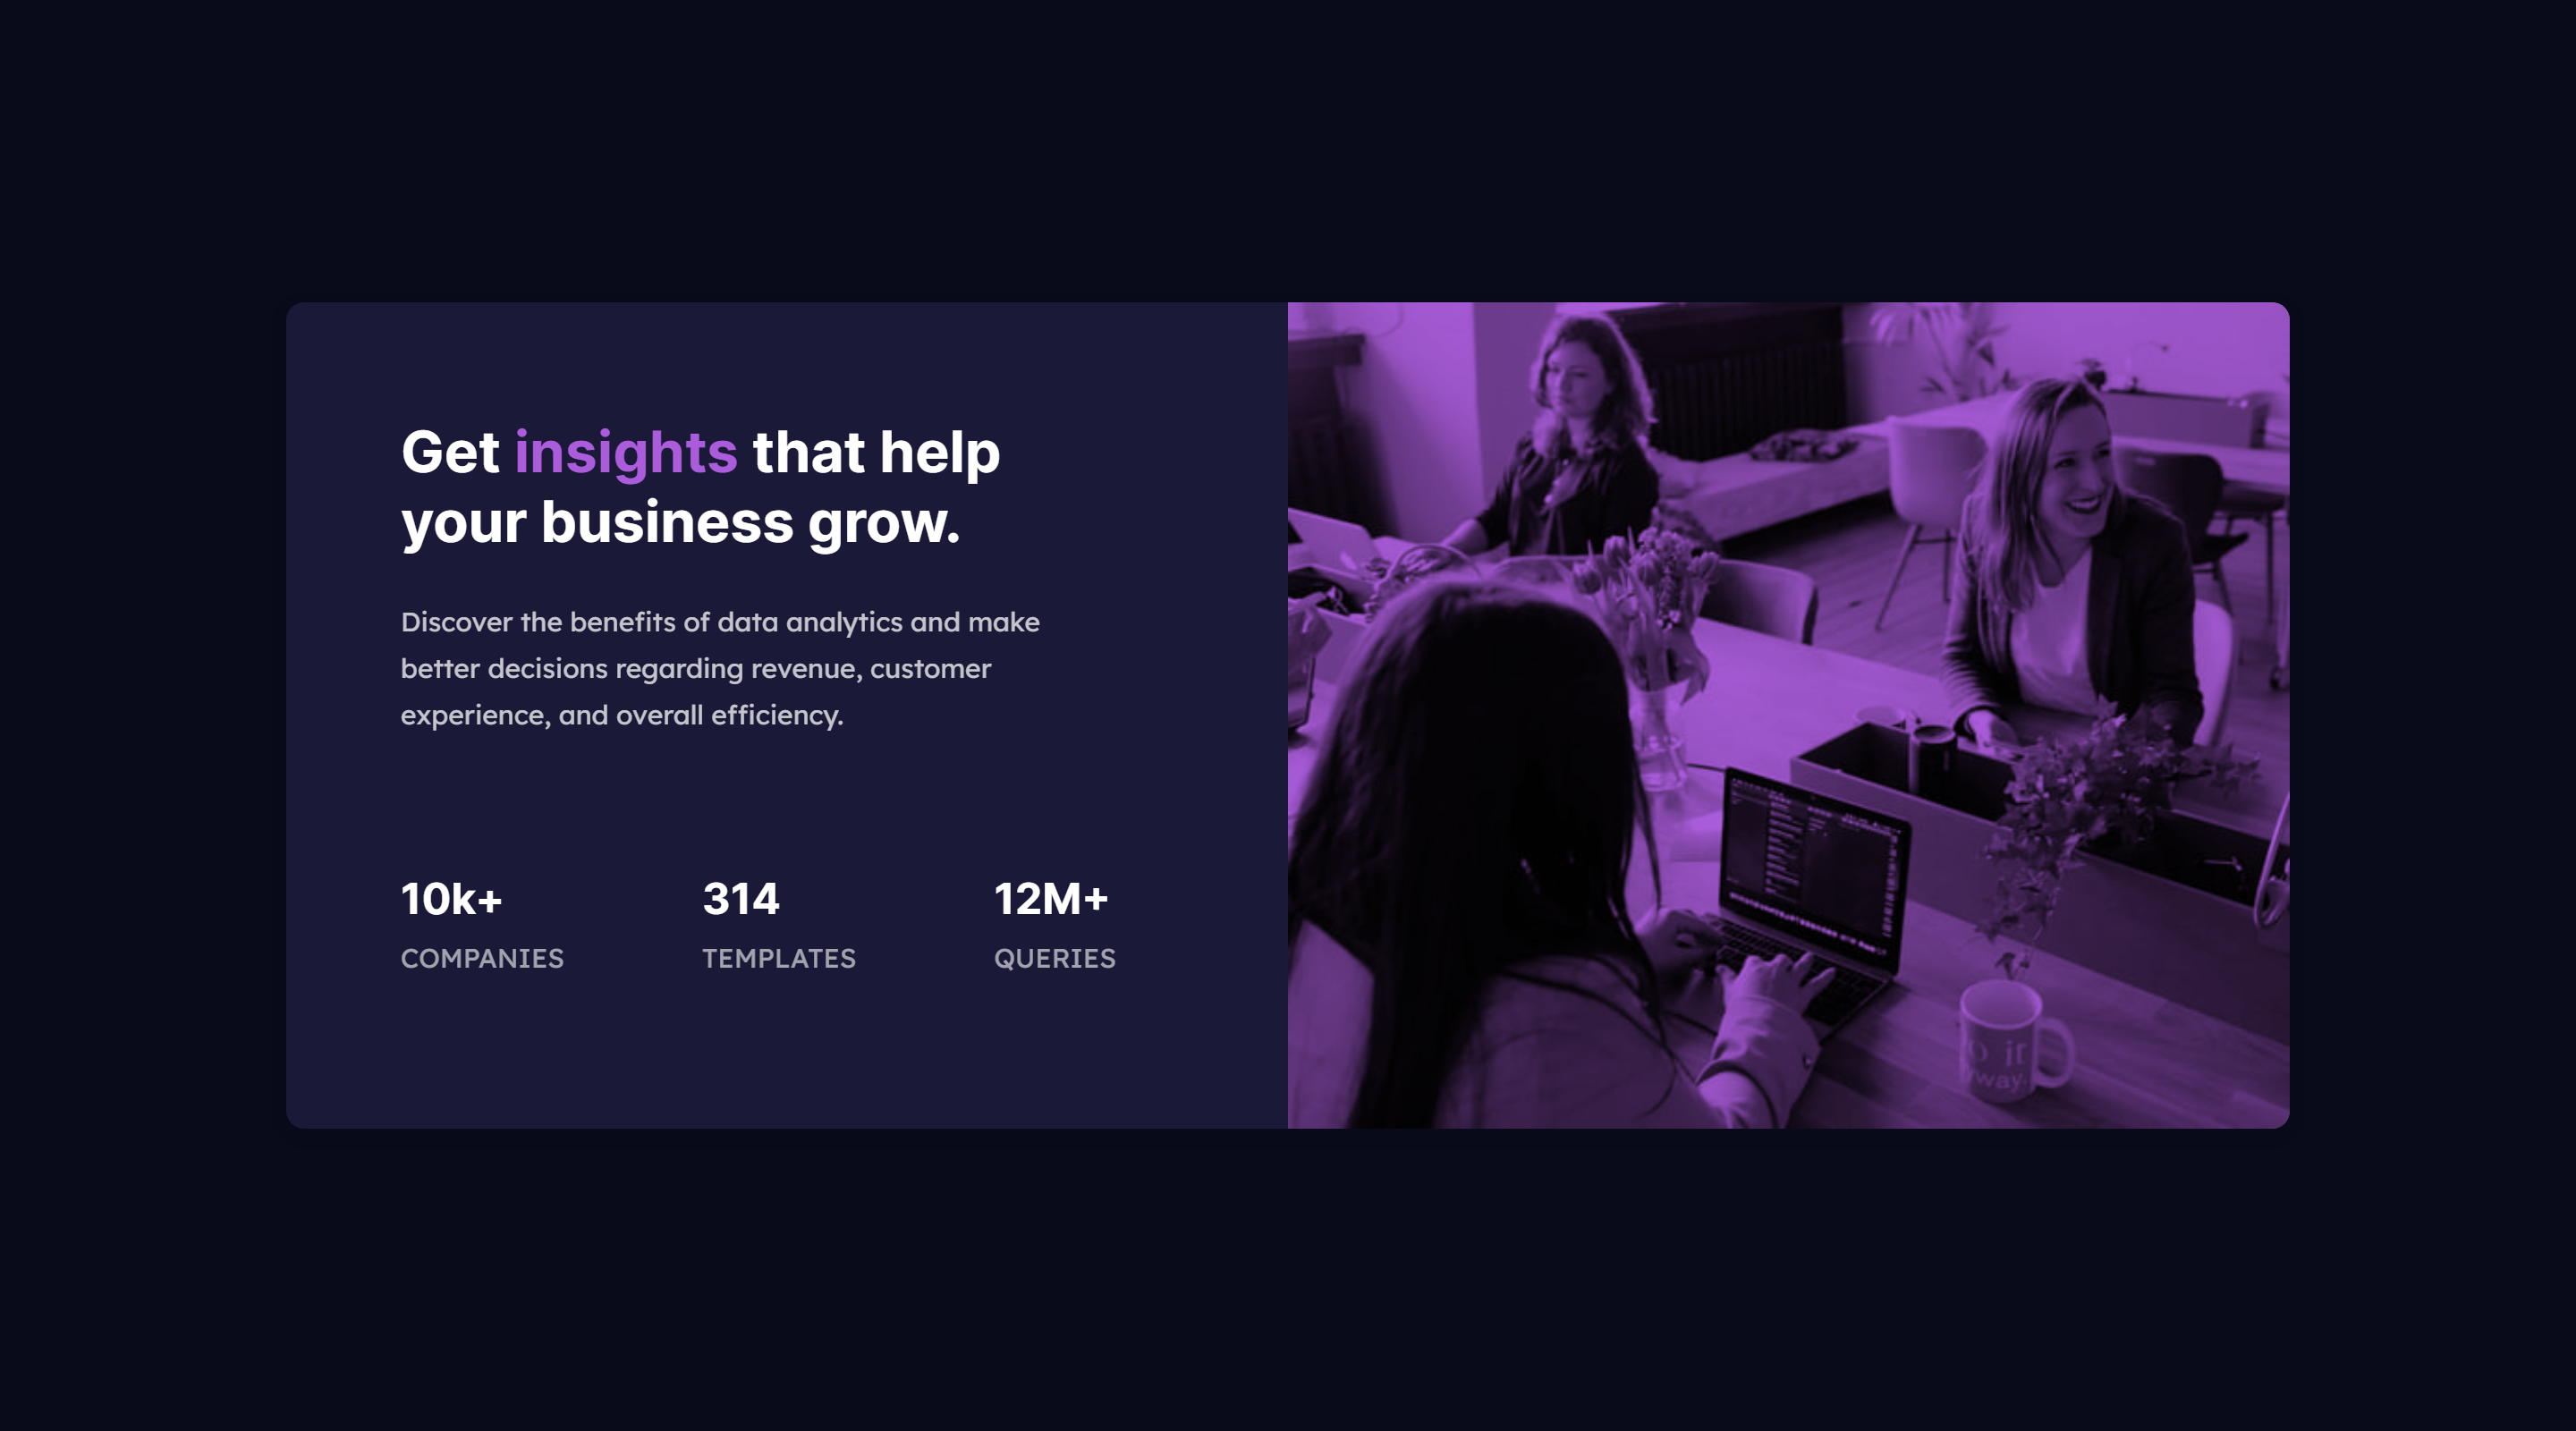 Get insights that help
your business grow.
Discover the benefits of data analytics and make
better decisions regarding revenue, customer
experience, and overall efficiency.
10k+ 314 12M+
COMPANIES TEMPLATES QUERIES